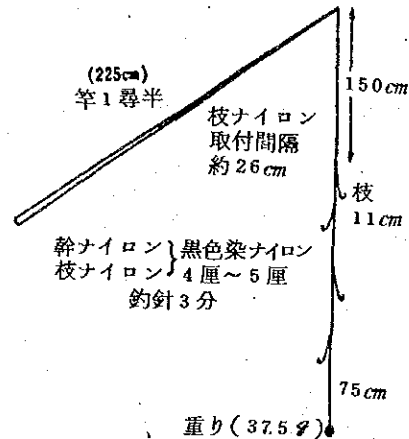 (225cm)
竿1尋半
150cm
枝ナイロン
取付間隔
約26cm
枝
11cm
幹ナイロン}黒色染ナイロン
枝ナイロン}4厘～5厘
釣針3分
75cm
重り(37.5g)